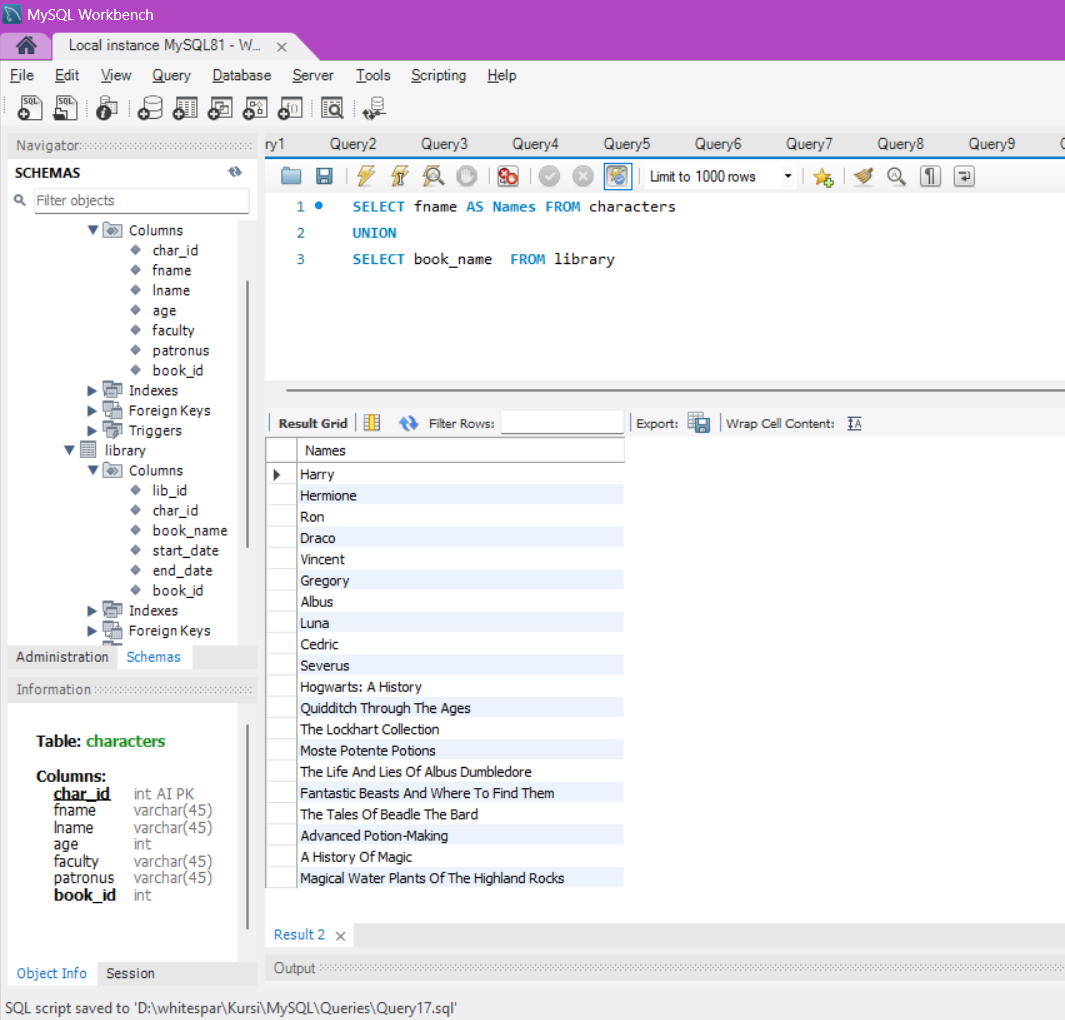 MySQL Workbench
Local instance MySQL81 - W...
File Edit View Query Database Server Tools Scripting Help
Navigator
SCHEMAS
Filter objects
Columns
char_id
fname
lname
age
faculty
patronus
book_id
Indexes
Foreign Keys
Triggers
library
Columns
lib_id
char_id
book_name
start_date
end_date
book_id
Indexes
Foreign Keys
Administration Schemas
Information
Table: characters
Columns:
char_id int AI PK
fname varchar(45)
lname varchar(45)
age int
faculty varchar(45)
patronus varchar(45)
book_id int
Object Info Session
ry1 Query2 Query3 Query4 Query5 Query6 Query7 Query8 Query9
Limit to 1000 rows
1 SELECT fname AS Names FROM characters
2 UNION
3 SELECT book_name FROM library
Result Grid Filter Rows: Export: Wrap Cell Content:
Names
Harry
Hermione
Ron
Draco
Vincent
Gregory
Albus
Luna
Cedric
Severus
Hogwarts: A History
Quidditch Through The Ages
The Lockhart Collection
Moste Potente Potions
The Life And Lies Of Albus Dumbledore
Fantastic Beasts And Where To Find Them
The Tales Of Beadle The Bard
Advanced Potion-Making
A History Of Magic
Magical Water Plants Of The Highland Rocks
Result 2
Output
SQL script saved to 'D:\whitespar\Kursi\MySQL\Queries\Query17.sql'